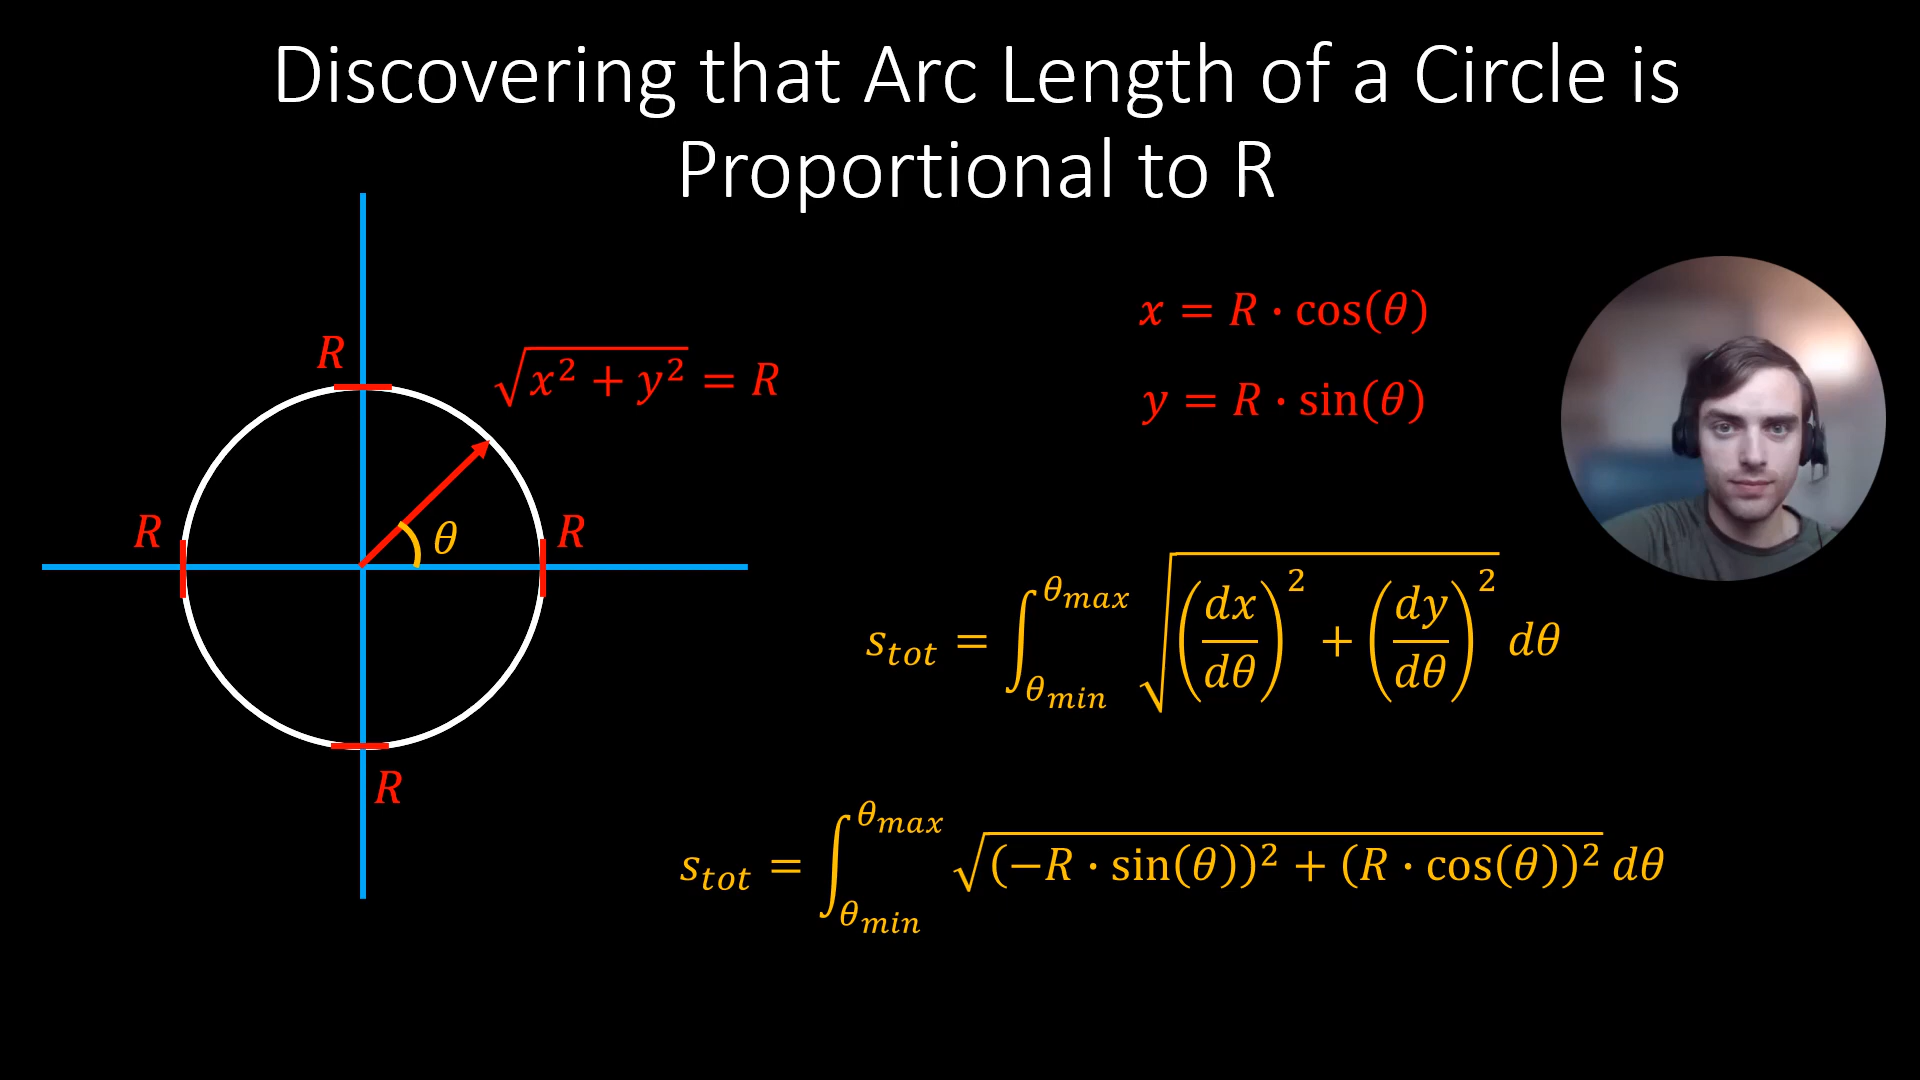 Discovering that Arc Length of a Circle is
Proportional to R
R
√(x² + y²) = R
x = R · cos(θ)
y = R · sin(θ)
R
θ
R
s_tot = ∫_{θ_min}^{θ_max} √((dx/dθ)² + (dy/dθ)²) dθ
R
s_tot = ∫_{θ_min}^{θ_max} √((−R · sin(θ))² + (R · cos(θ))²) dθ